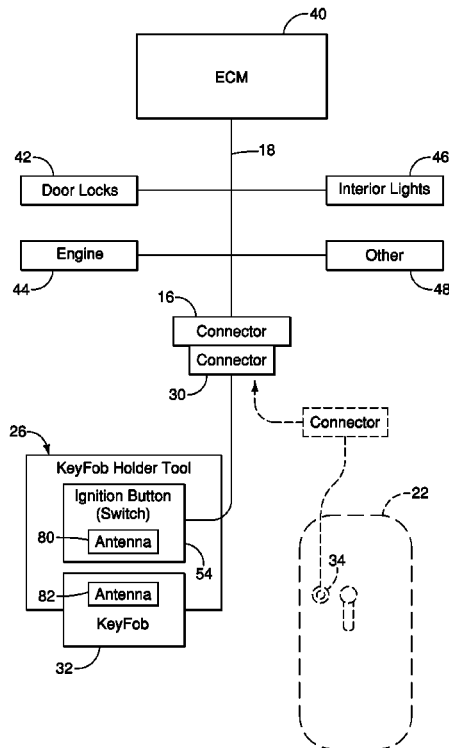 40
ECM
18
42
46
Door Locks
Interior Lights
Engine
Other
44
48
16
Connector
Connector
30
Connector
26
KeyFob Holder Tool
22
Ignition Button
(Switch)
80
Antenna
54
34
82
Antenna
KeyFob
32